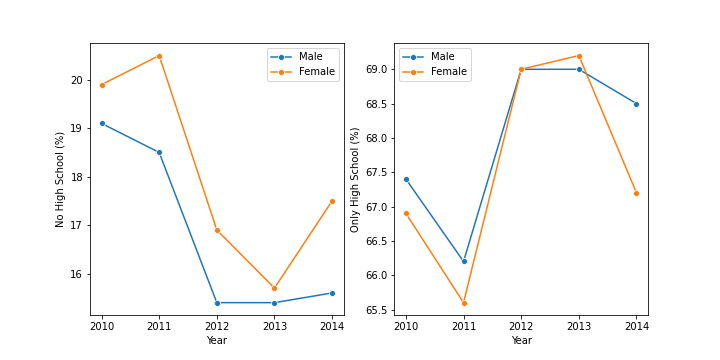 Male
Female
20
19
18
17
16
No High School (%)
2010 2011 2012 2013 2014
Year
Male
Female
69.0
68.5
67.5
67.0
66.5
66.0
65.5
Only High School (%)
2010 2011 2012 2013 2014
Year